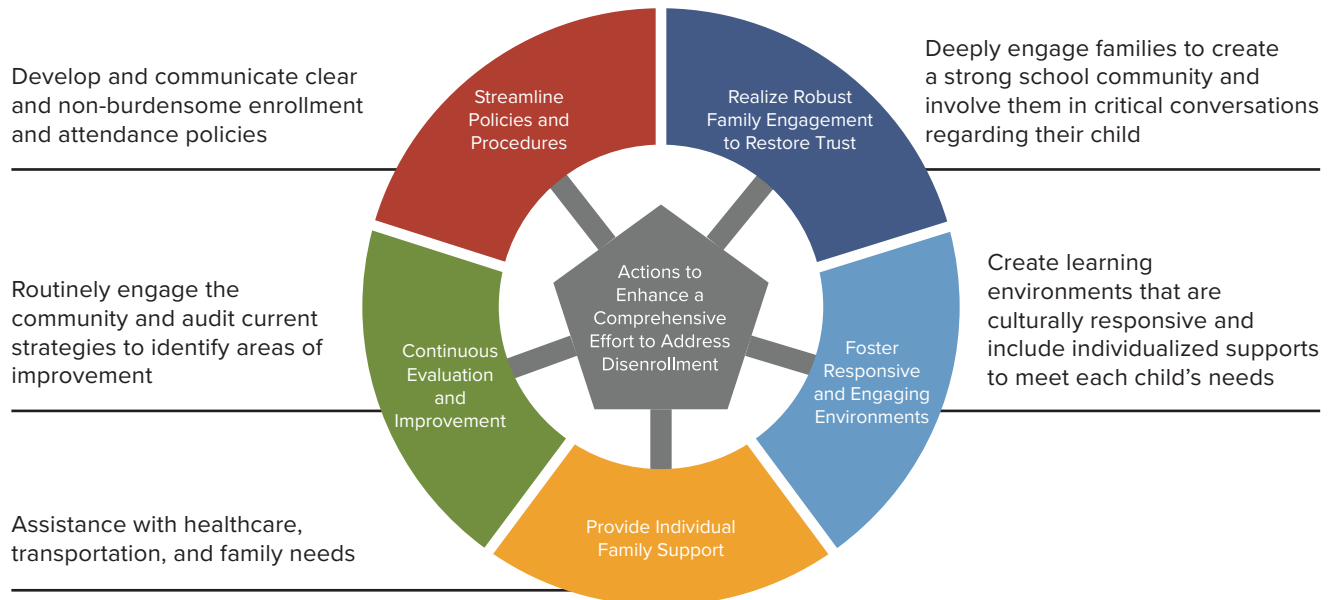 Develop and communicate clear
and non-burdensome enrollment
and attendance policies
Streamline
Policies and
Procedures
Realize Robust
Family Engagement
to Restore Trust
Deeply engage families to create
a strong school community and
involve them in critical conversations
regarding their child
Routinely engage the
community and audit current
strategies to identify areas of
improvement
Continuous
Evaluation
and
Improvement
Actions to
Enhance a
Comprehensive
Effort to Address
Disenrollment
Foster
Responsive
and Engaging
Environments
Create learning
environments that are
culturally responsive and
include individualized supports
to meet each child’s needs
Assistance with healthcare,
transportation, and family needs
Provide Individual
Family Support